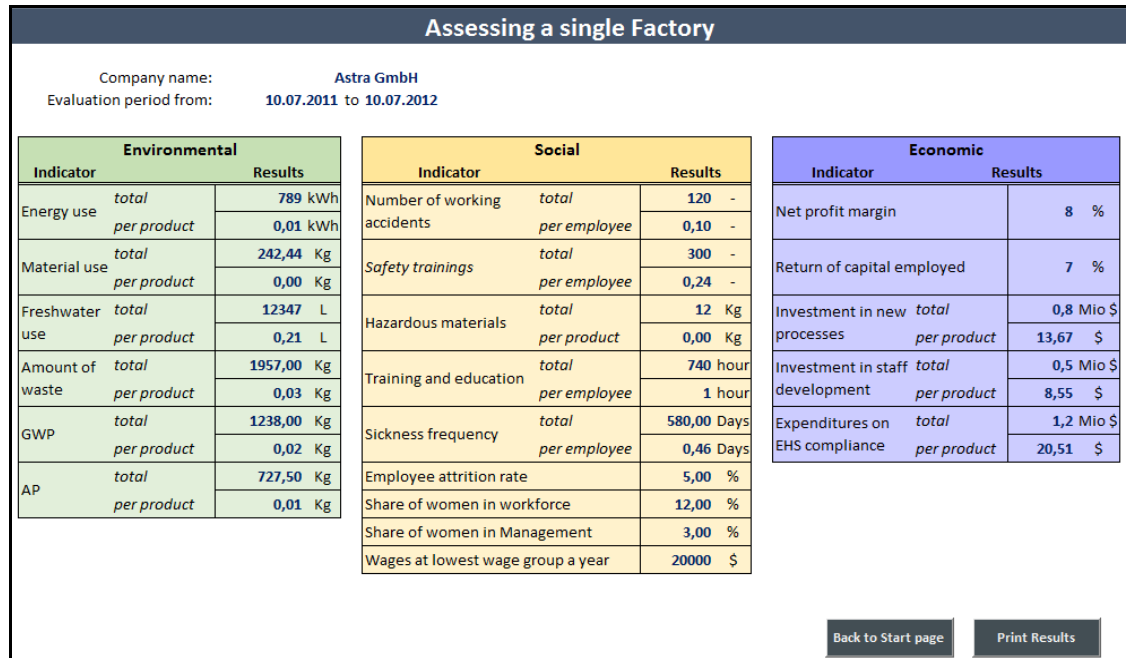 Assessing a single Factory
Company name: Astra GmbH
Evaluation period from: 10.07.2011 to 10.07.2012
Environmental
Indicator Results
Energy use total 789 kWh
per product 0,01 kWh
Material use total 242,44 Kg
per product 0,00 Kg
Freshwater use total 12347 L
per product 0,21 L
Amount of waste total 1957,00 Kg
per product 0,03 Kg
GWP total 1238,00 Kg
per product 0,02 Kg
AP total 727,50 Kg
per product 0,01 Kg
Social
Indicator Results
Number of working accidents total 120 -
per employee 0,10 -
Safety trainings total 300 -
per employee 0,24 -
Hazardous materials total 12 Kg
per product 0,00 Kg
Training and education total 740 hour
per employee 1 hour
Sickness frequency total 580,00 Days
per employee 0,46 Days
Employee attrition rate 5,00 %
Share of women in workforce 12,00 %
Share of women in Management 3,00 %
Wages at lowest wage group a year 20000 $
Economic
Indicator Results
Net profit margin 8 %
Return of capital employed 7 %
Investment in new processes total 0,8 Mio $
per product 13,67 $
Investment in staff development total 0,5 Mio $
per product 8,55 $
Expenditures on EHS compliance total 1,2 Mio $
per product 20,51 $
Back to Start page
Print Results